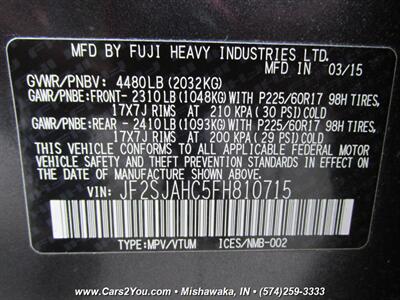 MFD BY FUJI HEAVY INDUSTRIES LTD.
MFD IN 03/15
GVWR/PNBV: 4480LB (2032KG)
GAWR/PNBE:FRONT- 2310LB (1048KG) WITH P225/60R17 98H TIRES,
17X7J RIMS AT 210 KPA (30 PSI) COLD
GAWR/PNBE:REAR - 2410LB (1093KG) WITH P225/60R17 98H TIRES,
17X7J RIMS AT 200 KPA (29 PSI) COLD
THIS VEHICLE CONFORMS TO ALL APPLICABLE
FEDERAL MOTOR VEHICLE SAFETY, BUMPER, AND
THEFT PREVENTION STANDARDS IN EFFECT ON
THE DATE OF MANUFACTURE SHOWN ABOVE.
VIN: JF2SJAHC5FH810715
TYPE:MPV/VTUM ICES/NMB-002
www.Cars2You.com - Mishawaka, IN - (574)259-3333